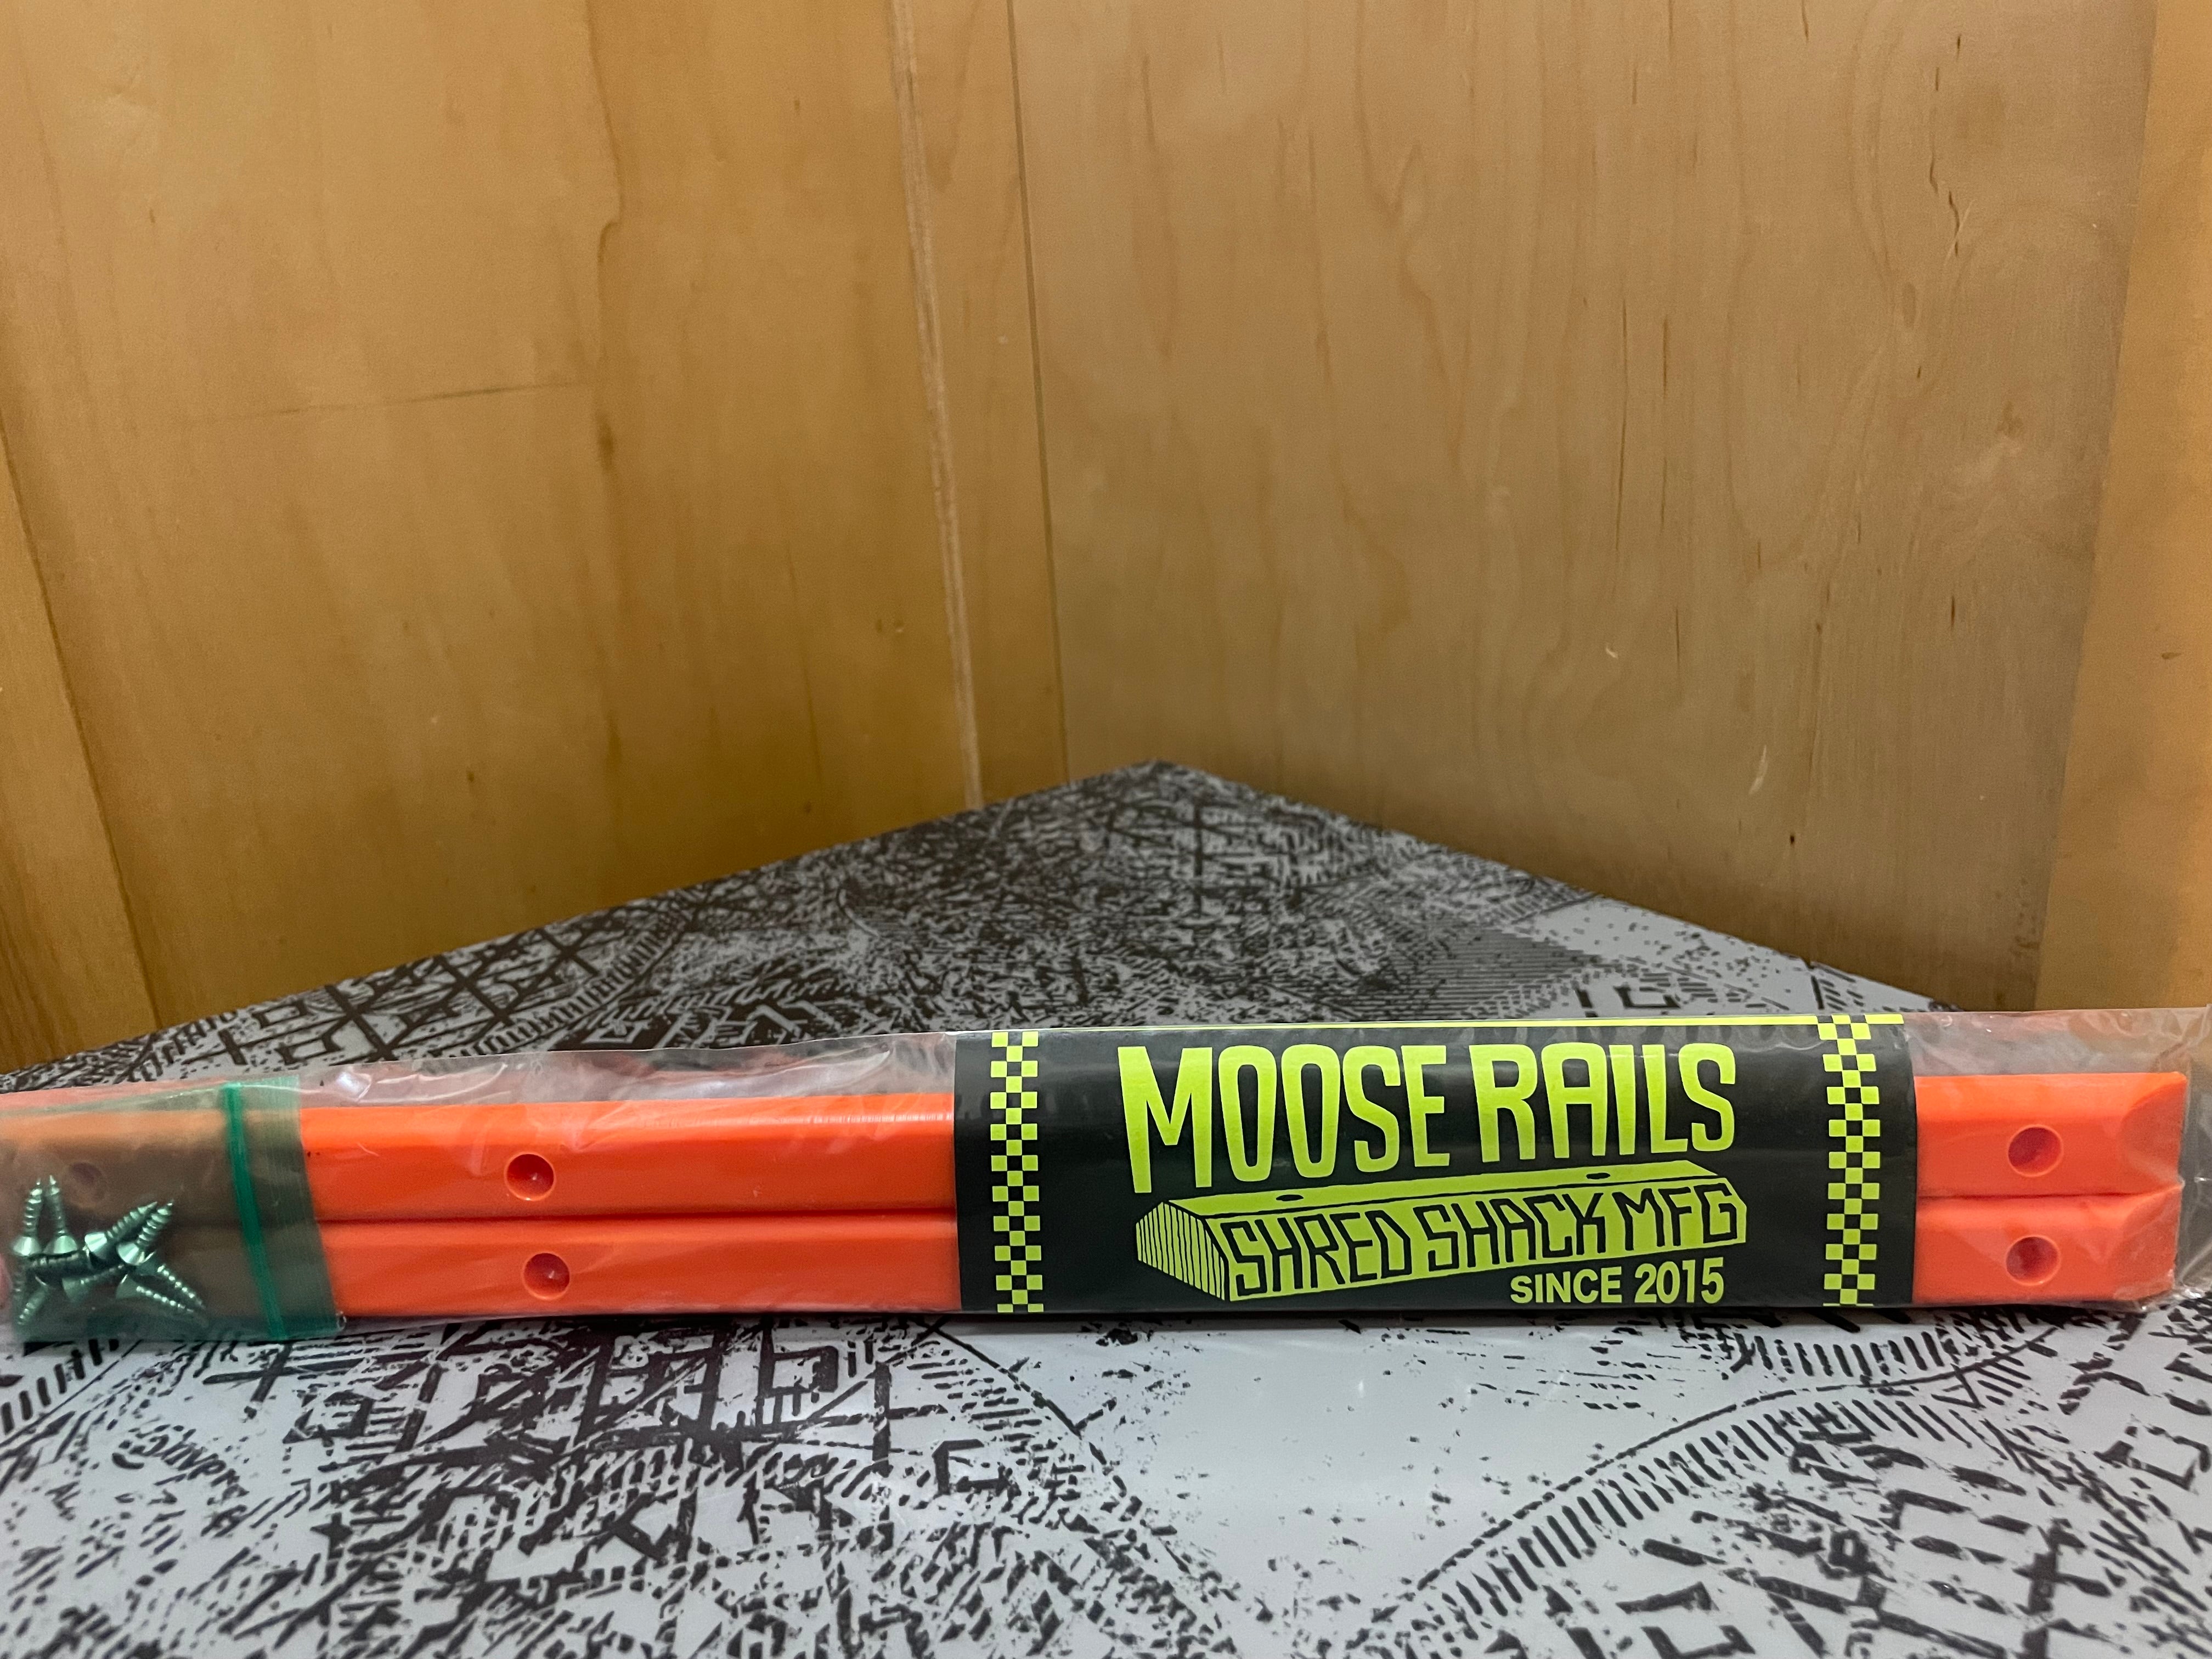 MOOSE RAILS
SHRED SHACK MFG
SINCE 2015